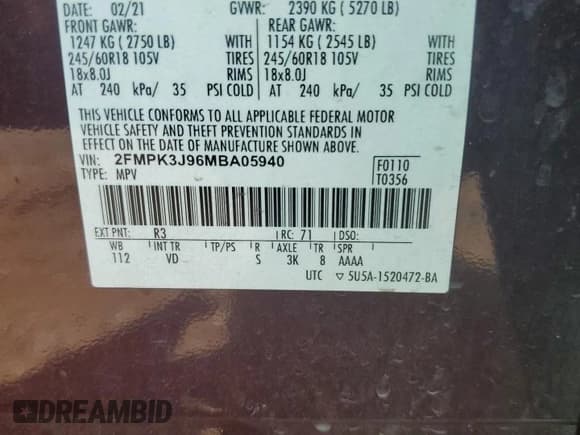 DATE: 02/21 GVWR: 2390 KG ( 5270 LB)
FRONT GAWR: REAR GAWR:
1247 KG ( 2750 LB) WITH 1154 KG ( 2545 LB) WITH
245/60R18 105V TIRES 245/60R18 105V TIRES
18x8.0J RIMS 18x8.0J RIMS
AT 240 kPa/ 35 PSI COLD AT 240 kPa/ 35 PSI COLD
THIS VEHICLE CONFORMS TO ALL APPLICABLE FEDERAL MOTOR
VEHICLE SAFETY AND THEFT PREVENTION STANDARDS IN
EFFECT ON THE DATE OF MANUFACTURE SHOWN ABOVE.
VIN: 2FMPK3J96MBA05940 F0110
TYPE: MPV T0356
EXT PNT: R3 RC: 71 DSO:
WB INT TR TP/PS R AXLE TR SPR
112 VD S 3K 8 AAAA
UTC ▽ 5U5A-1520472-BA
DREAMBID